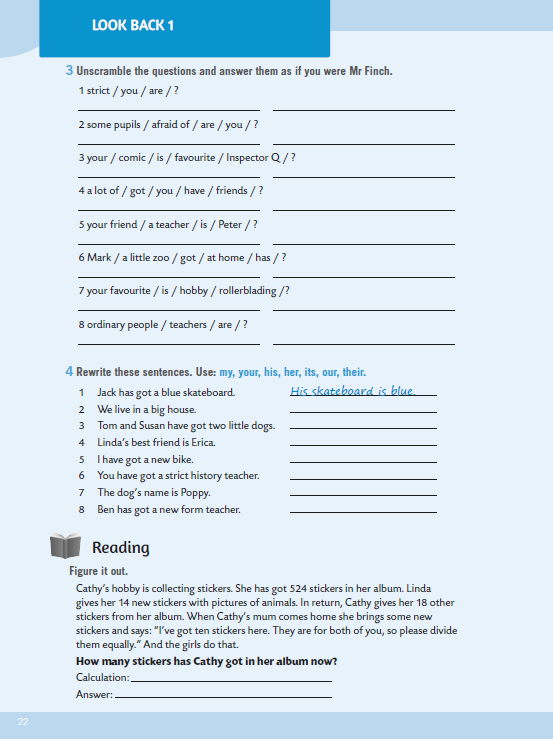 LOOK BACK 1
3 Unscramble the questions and answer them as if you were Mr Finch.
1 strict / you / are / ?
2 some pupils / afraid of / are / you / ?
3 your / comic / is / favourite / Inspector Q / ?
4 a lot of / got / you / have / friends / ?
5 your friend / a teacher / is / Peter / ?
6 Mark / a little zoo / got / at home / has / ?
7 your favourite / is / hobby / rollerblading /?
8 ordinary people / teachers / are / ?
4 Rewrite these sentences. Use: my, your, his, her, its, our, their.
1 Jack has got a blue skateboard. His skateboard is blue.
2 We live in a big house.
3 Tom and Susan have got two little dogs.
4 Linda's best friend is Erica.
5 I have got a new bike.
6 You have got a strict history teacher.
7 The dog's name is Poppy.
8 Ben has got a new form teacher.
Reading
Figure it out.
Cathy's hobby is collecting stickers. She has got 524 stickers in her album. Linda
gives her 14 new stickers with pictures of animals. In return, Cathy gives her 18 other
stickers from her album. When Cathy's mum comes home she brings some new
stickers and says: "I've got ten stickers here. They are for both of you, so please divide
them equally." And the girls do that.
How many stickers has Cathy got in her album now?
Calculation:
Answer:
22